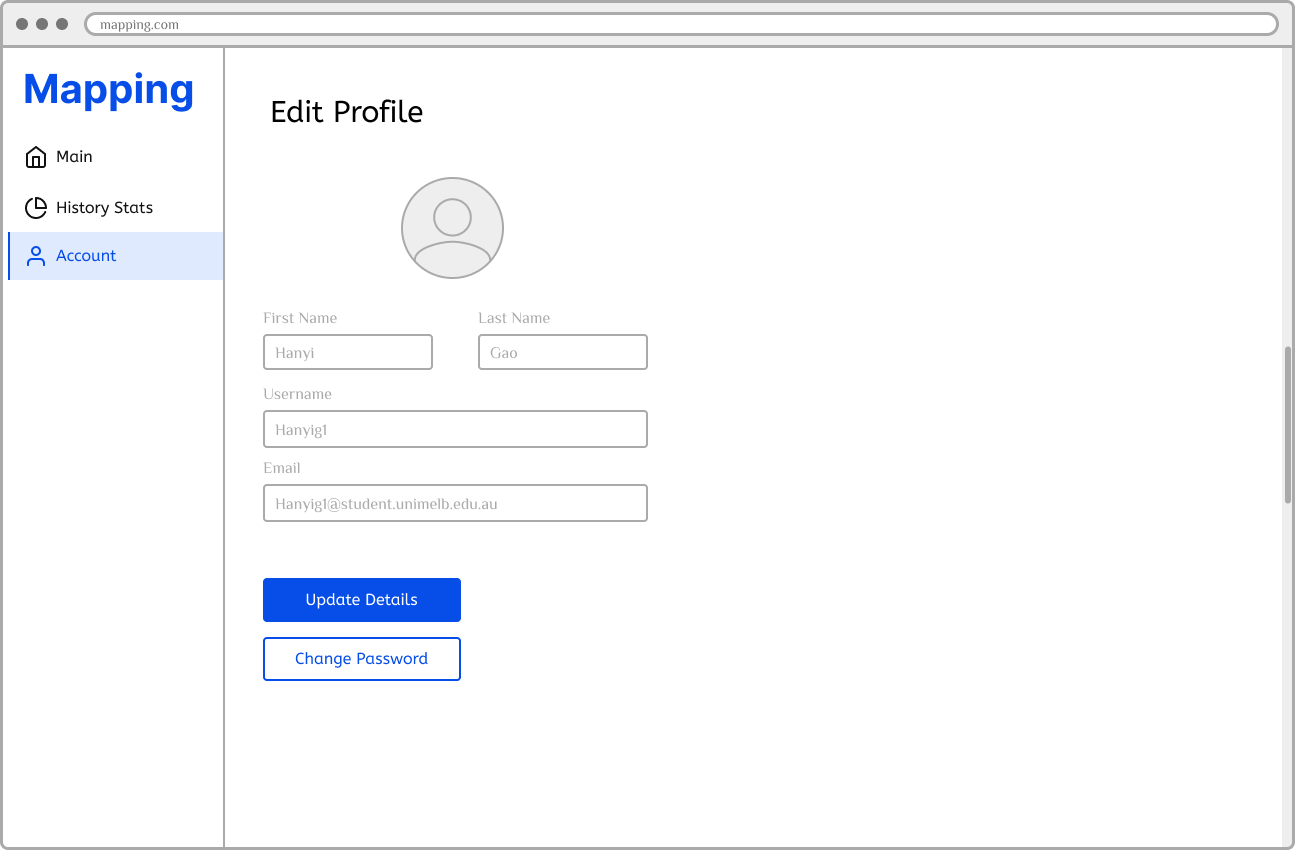 mapping.com
Mapping
Main
History Stats
Account
Edit Profile
First Name
Last Name
Hanyi
Gao
Username
Hanyig1
Email
Hanyig1@student.unimelb.edu.au
Update Details
Change Password